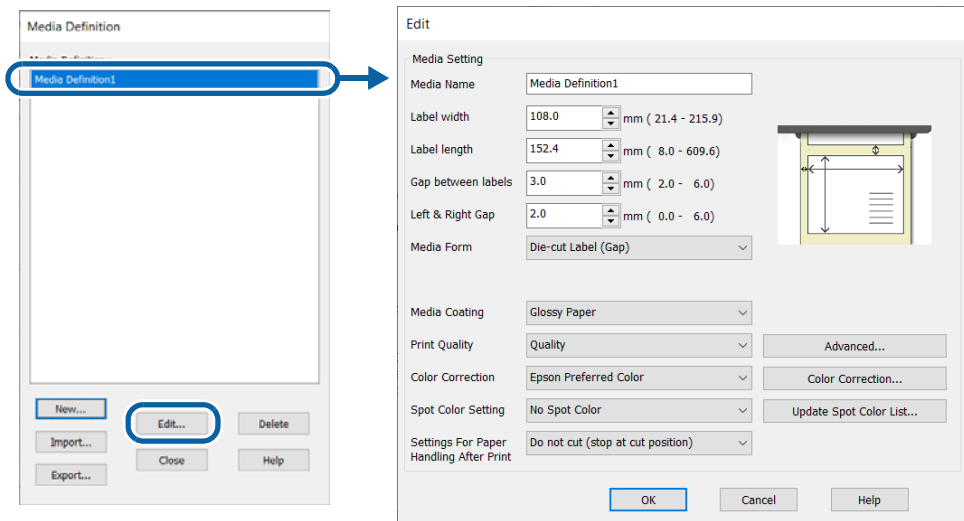 Media Definition
Media Definition :
Media Definition1
New...
Edit...
Delete
Import...
Close
Help
Export...
Edit
Media Setting
Media Name
Media Definition1
Label width
108.0
mm ( 21.4 - 215.9)
Label length
152.4
mm (  8.0 - 609.6)
Gap between labels
3.0
mm (  2.0 -   6.0)
Left & Right Gap
2.0
mm (  0.0 -   6.0)
Media Form
Die-cut Label (Gap)
Media Coating
Glossy Paper
Print Quality
Quality
Advanced...
Color Correction
Epson Preferred Color
Color Correction...
Spot Color Setting
No Spot Color
Update Spot Color List...
Settings For Paper
Handling After Print
Do not cut (stop at cut position)
OK
Cancel
Help